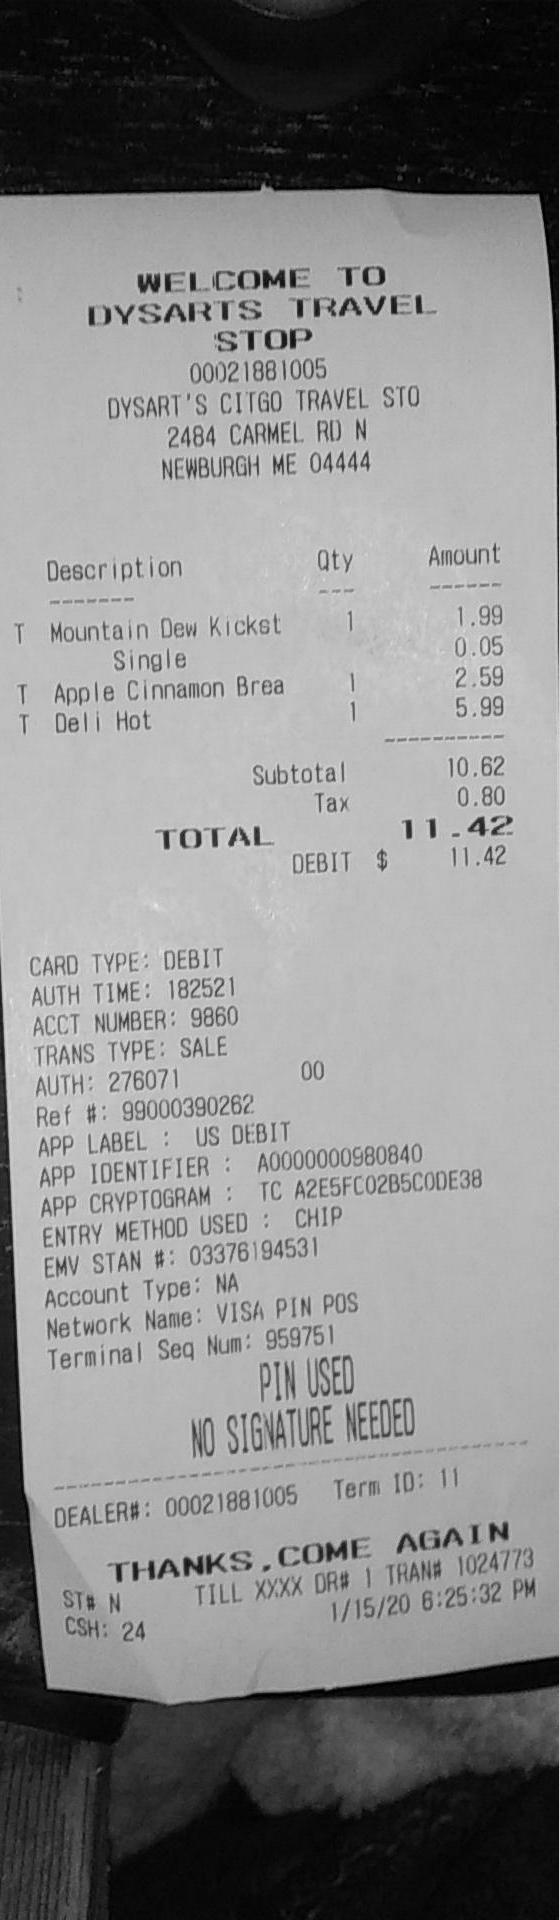 WELCOME TO
DYSARTS TRAVEL
STOP
00021881005
DYSART'S CITGO TRAVEL STO
2484 CARMEL RD N
NEWBURGH ME 04444
Description Qty Amount
------- --- ------
T Mountain Dew Kickst 1 1.99
Single 0.05
T Apple Cinnamon Brea 1 2.59
T Deli Hot 1 5.99
----------
Subtotal 10.62
Tax 0.80
TOTAL 11.42
DEBIT $ 11.42
CARD TYPE: DEBIT
AUTH TIME: 182521
ACCT NUMBER: 9860
TRANS TYPE: SALE
AUTH: 276071 00
Ref #: 99000390262
APP LABEL : US DEBIT
APP IDENTIFIER : A0000000980840
APP CRYPTOGRAM : TC A2E5FC02B5C0DE38
ENTRY METHOD USED : CHIP
EMV STAN #: 03376194531
Account Type: NA
Network Name: VISA PIN POS
Terminal Seq Num: 959751
PIN USED
NO SIGNATURE NEEDED
----------------------------------------
DEALER#: 00021881005 Term ID: 11
THANKS,COME AGAIN
ST# N TILL XXXX DR# 1 TRAN# 1024773
CSH: 24 1/15/20 6:25:32 PM